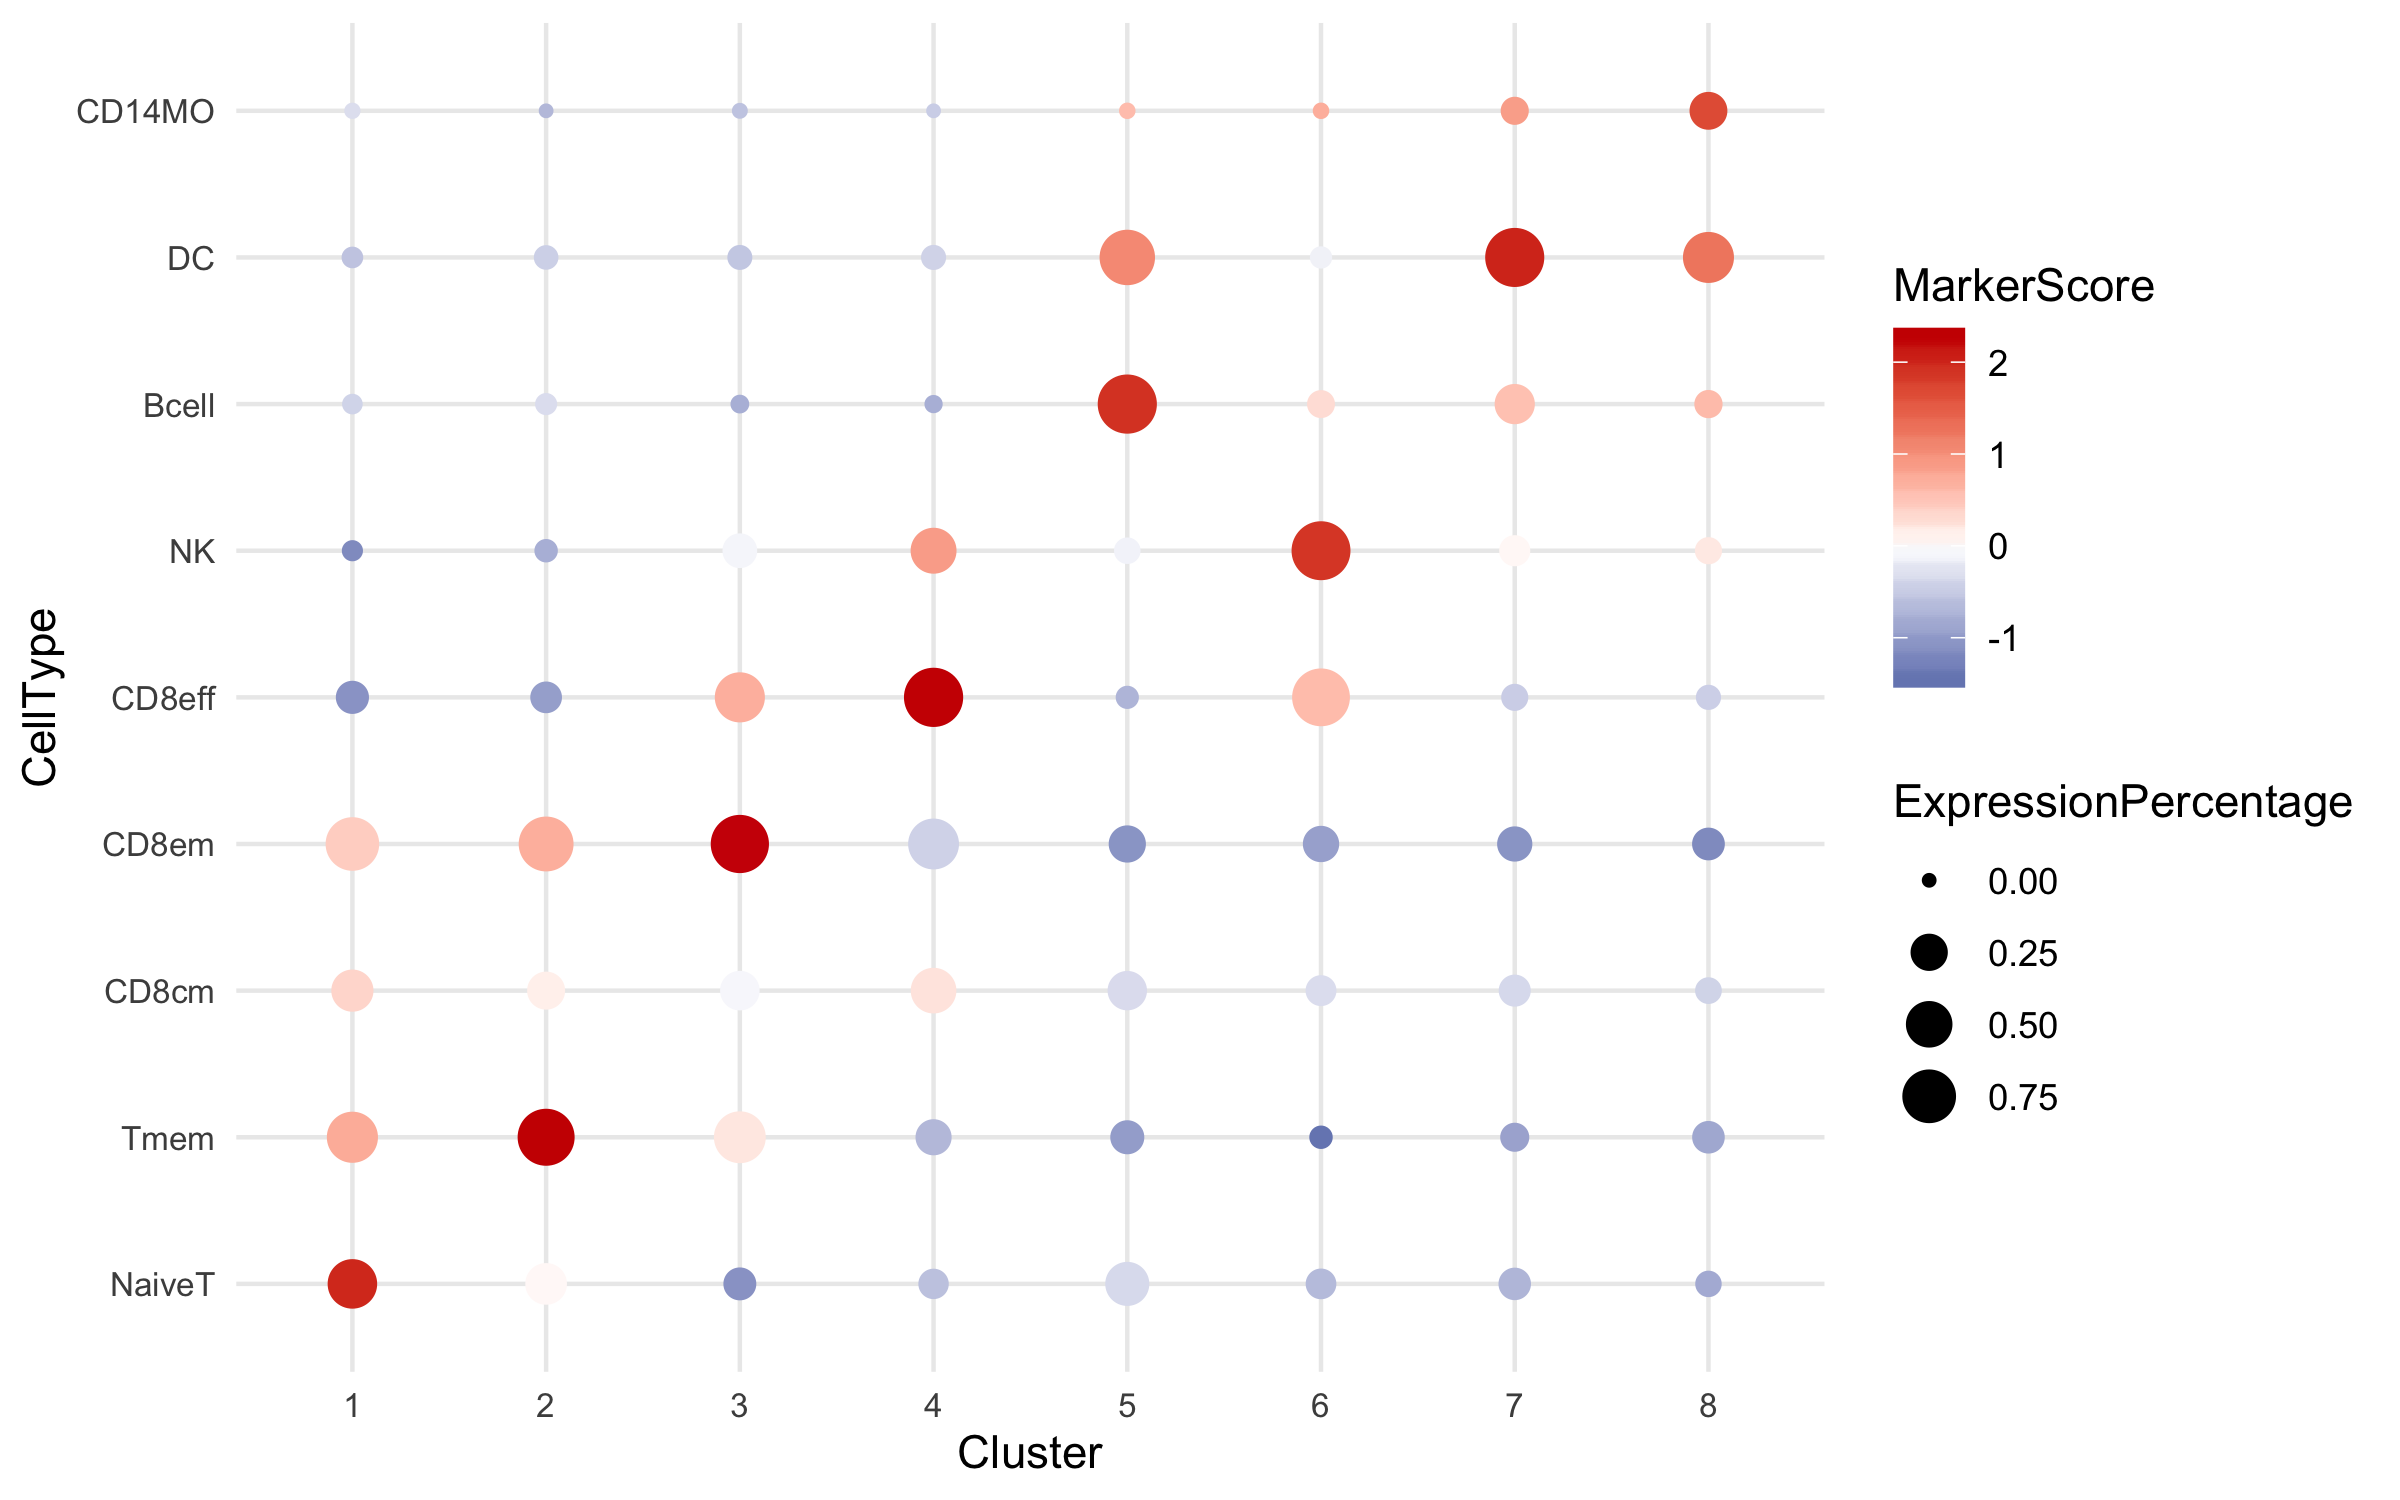 CD14MO
DC
Bcell
NK
CD8eff
CD8em
CD8cm
Tmem
NaiveT
CellType
1 2 3 4 5 6 7 8
Cluster
MarkerScore
2
1
0
-1
ExpressionPercentage
0.00
0.25
0.50
0.75